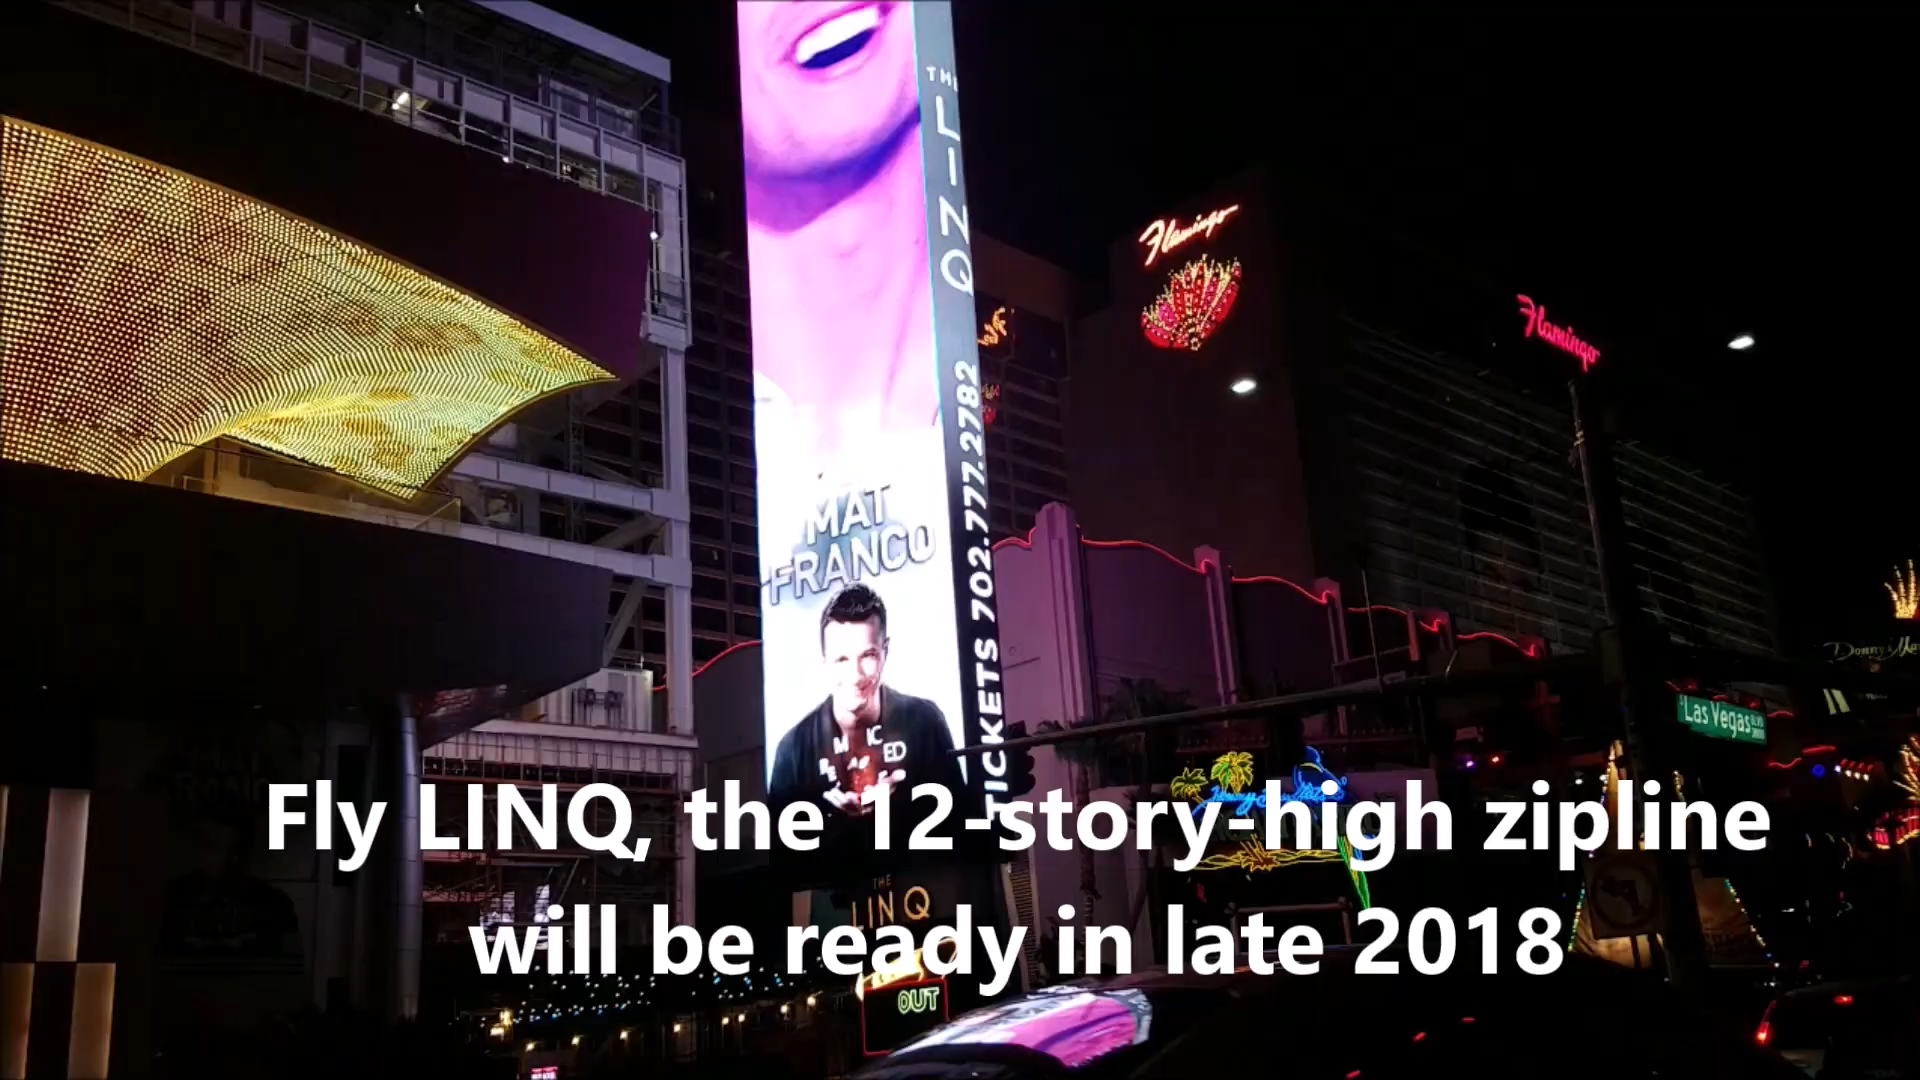 THE
LINQ
Flamingo
Flamingo
TICKETS 702.777.2782
MAT
FRANCO
Las Vegas BLVD
Fly LINQ, the 12-story-high zipline
will be ready in late 2018
THE
LINQ
OUT